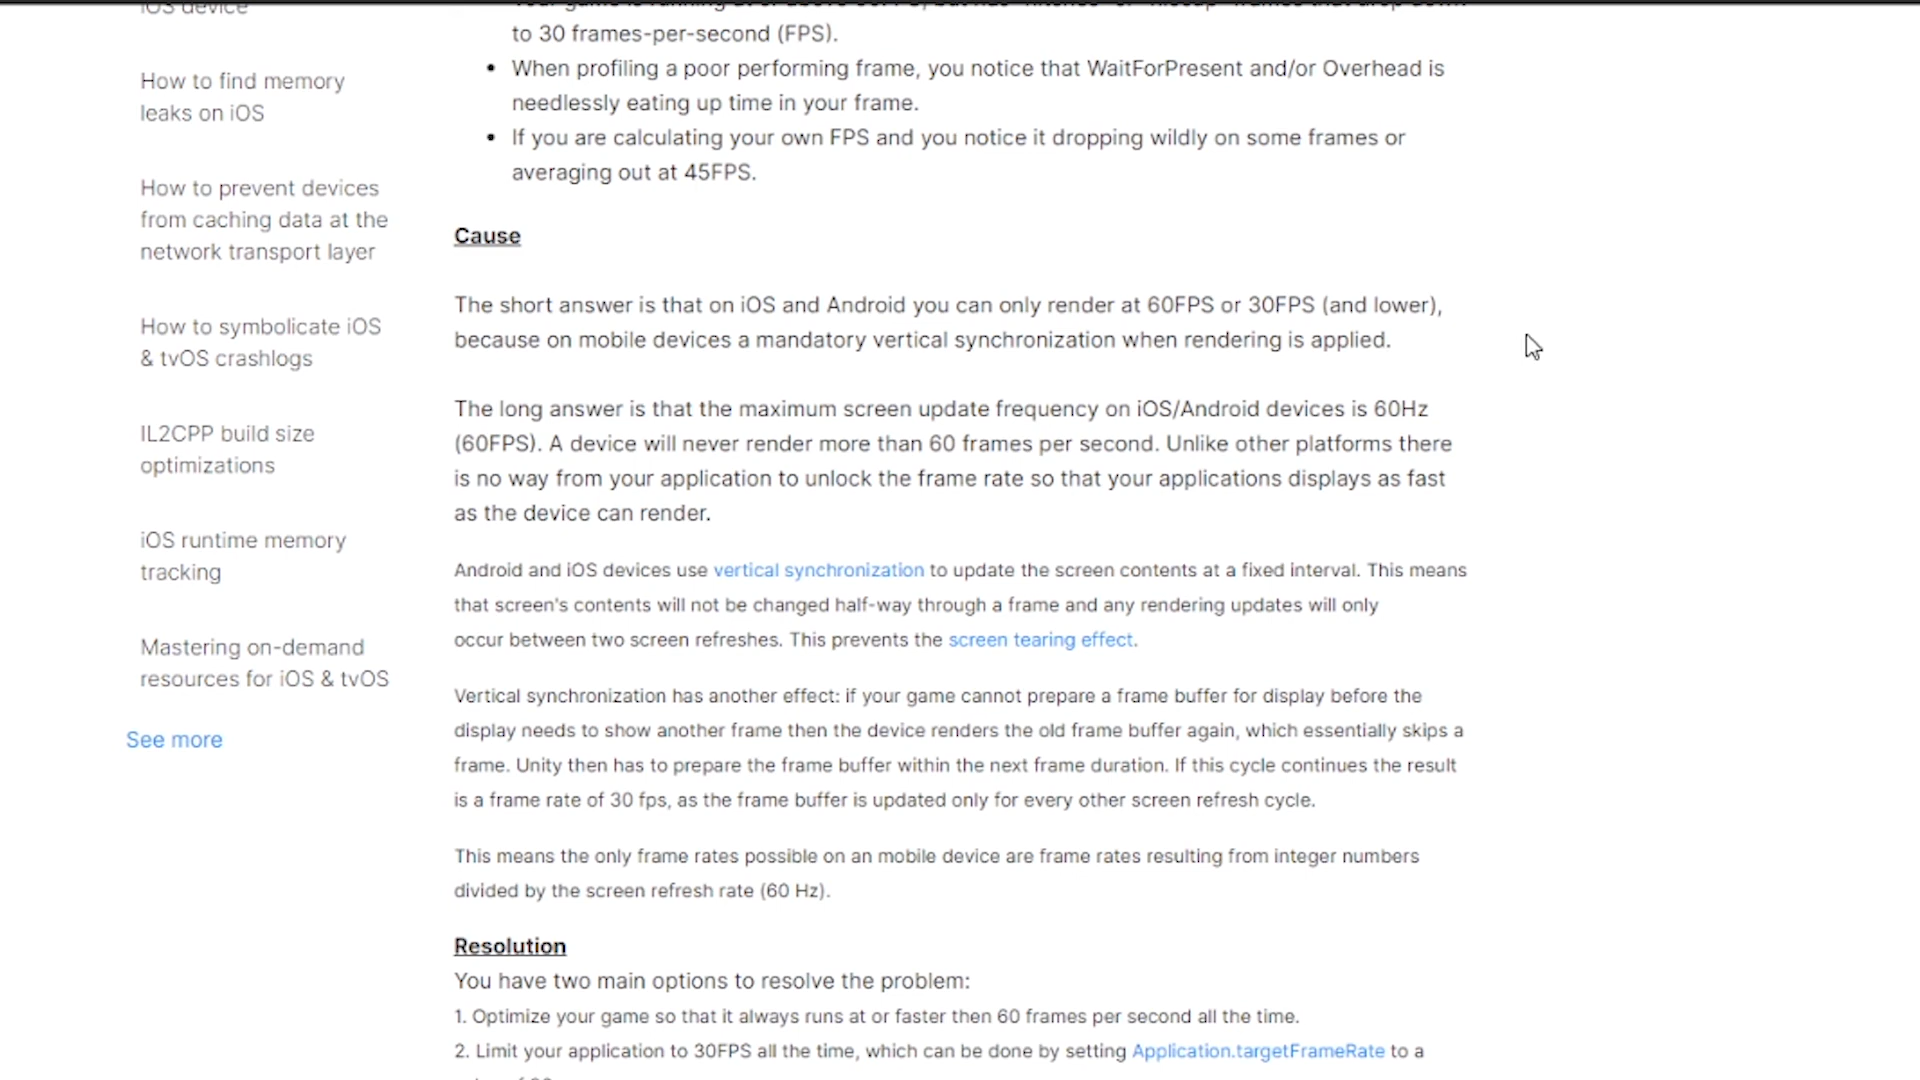 iOS device
How to find memory
leaks on iOS
How to prevent devices
from caching data at the
network transport layer
How to symbolicate iOS
& tvOS crashlogs
IL2CPP build size
optimizations
iOS runtime memory
tracking
Mastering on-demand
resources for iOS & tvOS
See more
to 30 frames-per-second (FPS).
• When profiling a poor performing frame, you notice that WaitForPresent and/or Overhead is
needlessly eating up time in your frame.
• If you are calculating your own FPS and you notice it dropping wildly on some frames or
averaging out at 45FPS.
Cause
The short answer is that on iOS and Android you can only render at 60FPS or 30FPS (and lower),
because on mobile devices a mandatory vertical synchronization when rendering is applied.
The long answer is that the maximum screen update frequency on iOS/Android devices is 60Hz
(60FPS). A device will never render more than 60 frames per second. Unlike other platforms there
is no way from your application to unlock the frame rate so that your applications displays as fast
as the device can render.
Android and iOS devices use vertical synchronization to update the screen contents at a fixed interval. This means
that screen's contents will not be changed half-way through a frame and any rendering updates will only
occur between two screen refreshes. This prevents the screen tearing effect.
Vertical synchronization has another effect: if your game cannot prepare a frame buffer for display before the
display needs to show another frame then the device renders the old frame buffer again, which essentially skips a
frame. Unity then has to prepare the frame buffer within the next frame duration. If this cycle continues the result
is a frame rate of 30 fps, as the frame buffer is updated only for every other screen refresh cycle.
This means the only frame rates possible on an mobile device are frame rates resulting from integer numbers
divided by the screen refresh rate (60 Hz).
Resolution
You have two main options to resolve the problem:
1. Optimize your game so that it always runs at or faster then 60 frames per second all the time.
2. Limit your application to 30FPS all the time, which can be done by setting Application.targetFrameRate to a